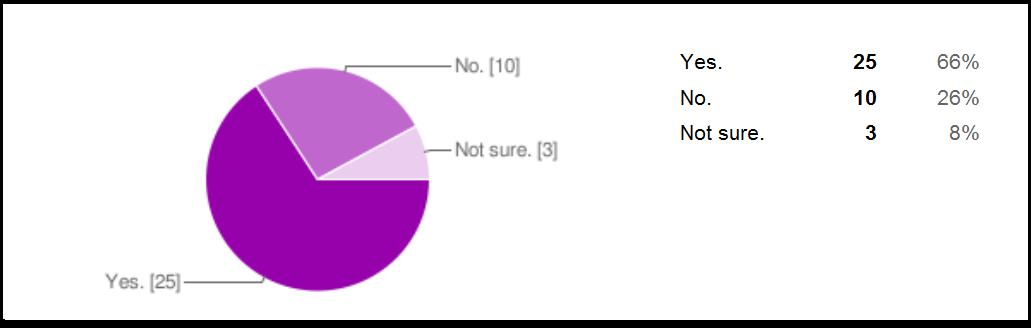 No. [10]
Not sure. [3]
Yes. [25]
Yes. 25 66%
No. 10 26%
Not sure. 3 8%